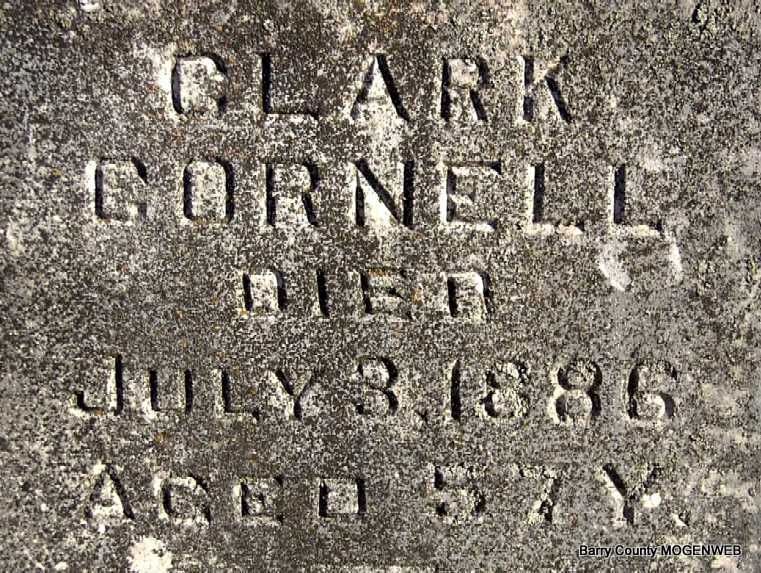 CLARK
CORNELL
DIED
JULY 3, 1886
AGED 57 Y.
Barry County MOGENWEB